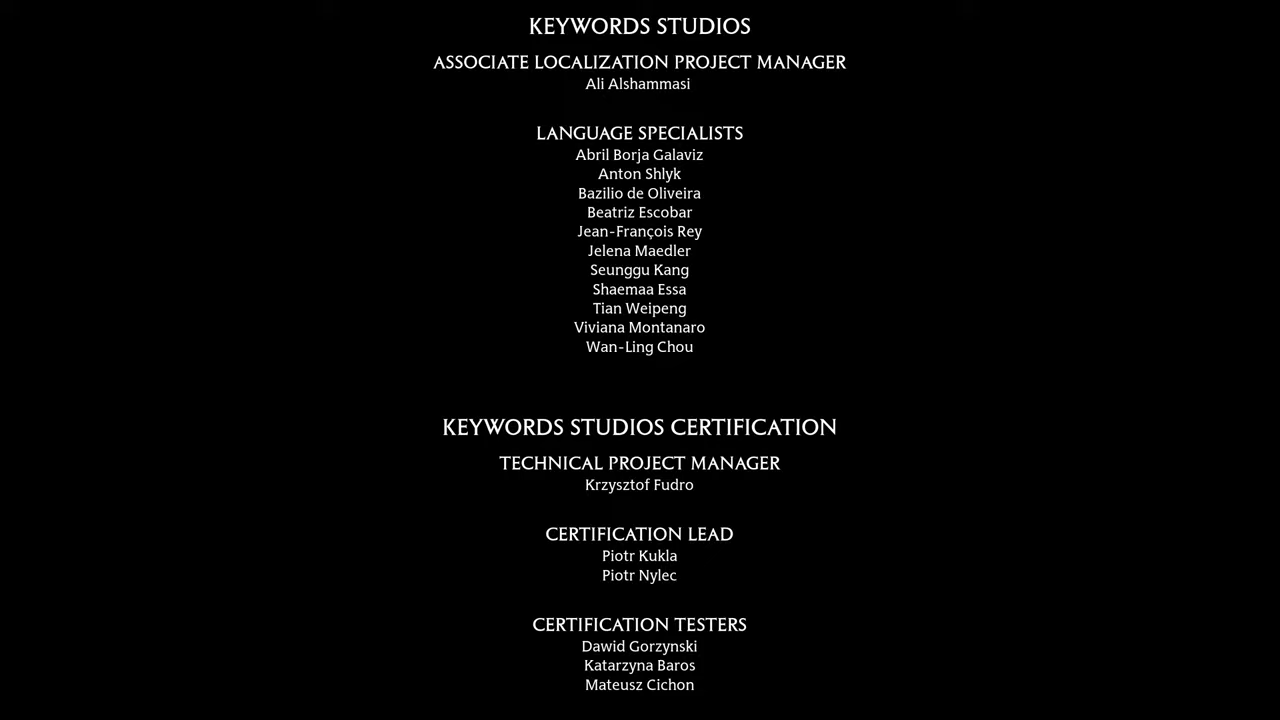 KEYWORDS STUDIOS
ASSOCIATE LOCALIZATION PROJECT MANAGER
Ali Alshammasi
LANGUAGE SPECIALISTS
Abril Borja Galaviz
Anton Shlyk
Bazilio de Oliveira
Beatriz Escobar
Jean-François Rey
Jelena Maedler
Seunggu Kang
Shaemaa Essa
Tian Weipeng
Viviana Montanaro
Wan-Ling Chou
KEYWORDS STUDIOS CERTIFICATION
TECHNICAL PROJECT MANAGER
Krzysztof Fudro
CERTIFICATION LEAD
Piotr Kukla
Piotr Nylec
CERTIFICATION TESTERS
Dawid Gorzynski
Katarzyna Baros
Mateusz Cichon